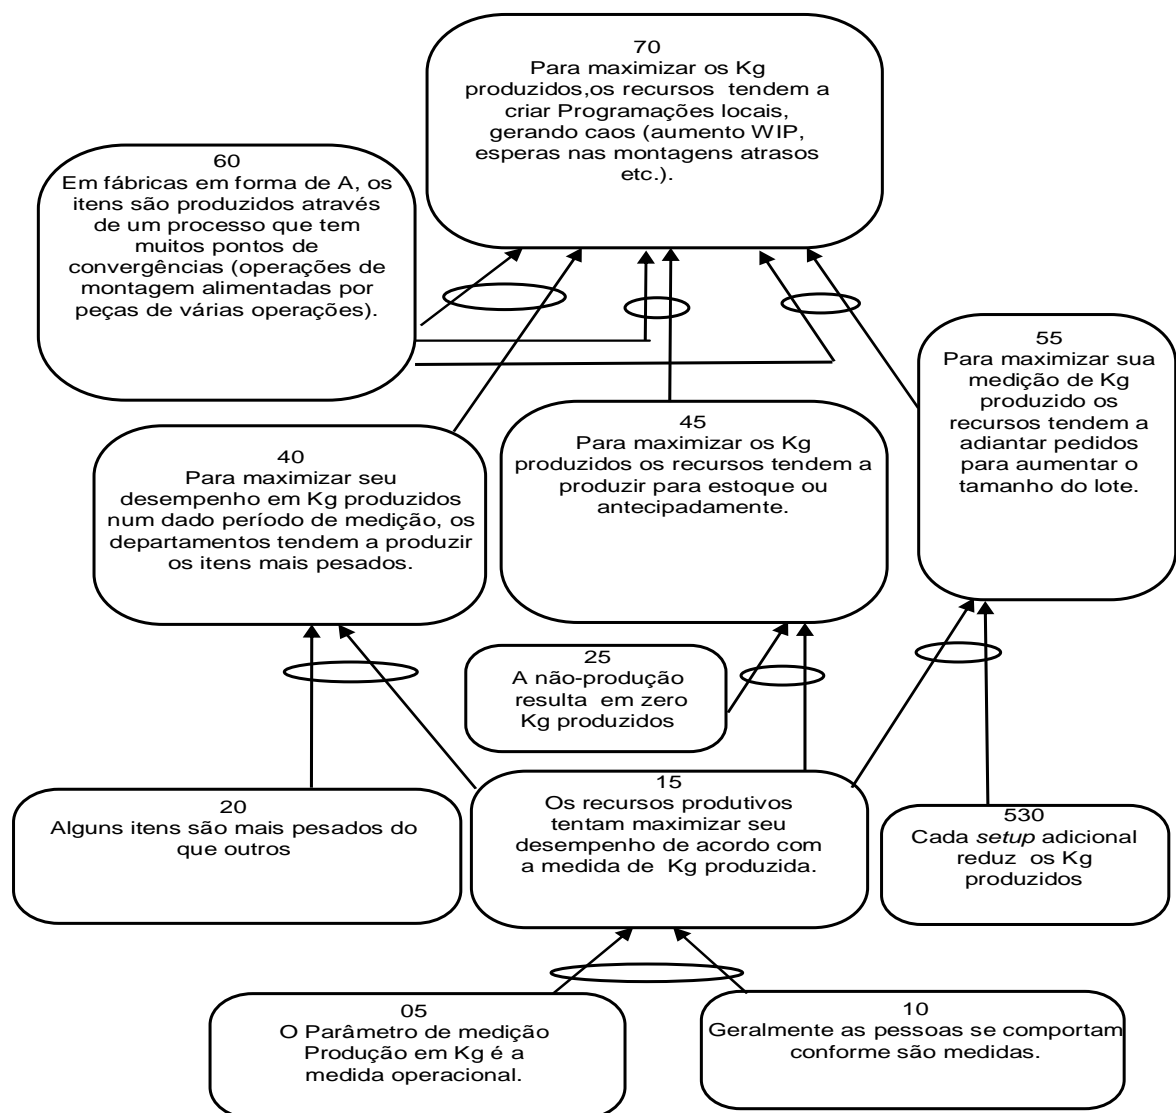 70
Para maximizar os Kg
produzidos,os recursos tendem a
criar Programações locais,
gerando caos (aumento WIP,
esperas nas montagens atrasos
etc.).
60
Em fábricas em forma de A, os
itens são produzidos através
de um processo que tem
muitos pontos de
convergências (operações de
montagem alimentadas por
peças de várias operações).
55
Para maximizar sua
medição de Kg
produzido os
recursos tendem a
adiantar pedidos
para aumentar o
tamanho do lote.
40
Para maximizar seu
desempenho em Kg produzidos
num dado período de medição, os
departamentos tendem a produzir
os itens mais pesados.
45
Para maximizar os Kg
produzidos os recursos tendem a
produzir para estoque ou
antecipadamente.
25
A não-produção
resulta em zero
Kg produzidos
20
Alguns itens são mais pesados do
que outros
15
Os recursos produtivos
tentam maximizar seu
desempenho de acordo com
a medida de Kg produzida.
530
Cada setup adicional
reduz os Kg
produzidos
05
O Parâmetro de medição
Produção em Kg é a
medida operacional.
10
Geralmente as pessoas se comportam
conforme são medidas.